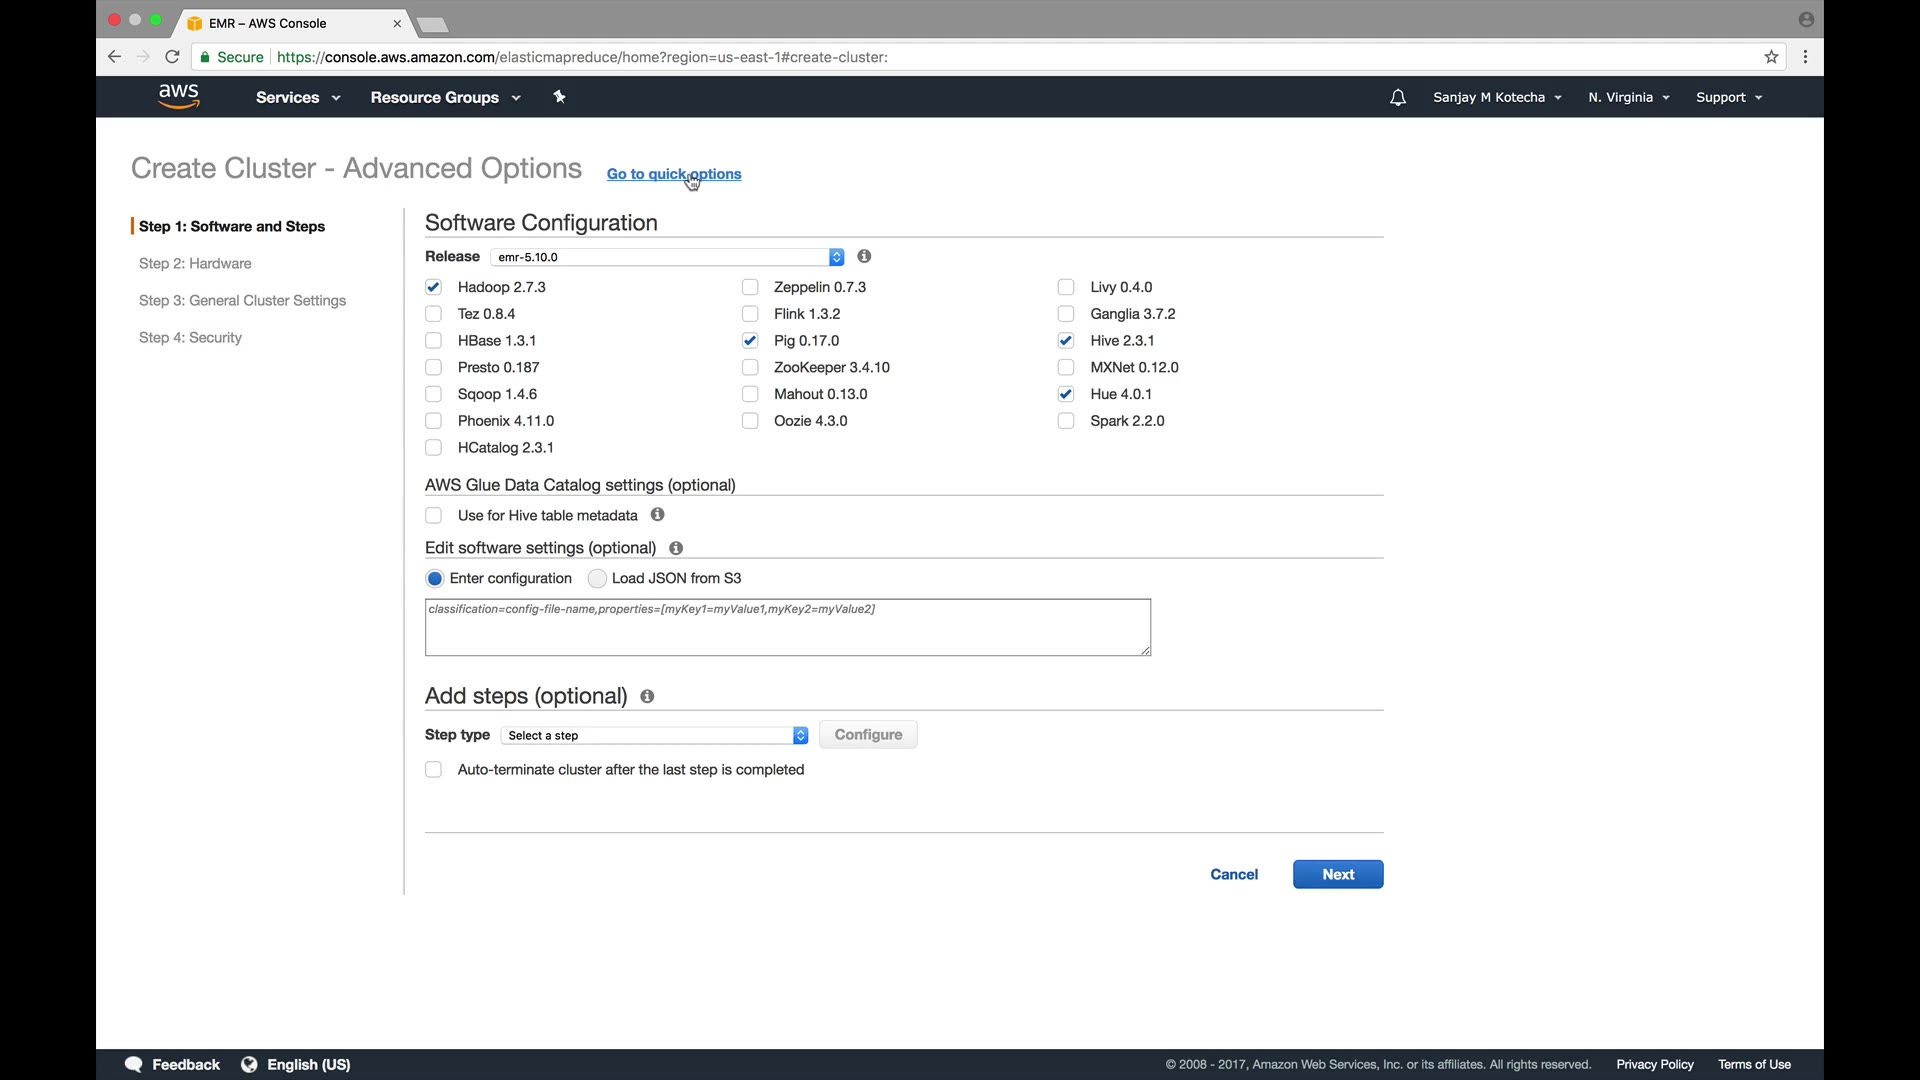 EMR – AWS Console
Secure https://console.aws.amazon.com/elasticmapreduce/home?region=us-east-1#create-cluster:
aws Services Resource Groups Sanjay M Kotecha N. Virginia Support
Create Cluster - Advanced Options Go to quick options
Step 1: Software and Steps
Step 2: Hardware
Step 3: General Cluster Settings
Step 4: Security
Software Configuration
Release emr-5.10.0
Hadoop 2.7.3 Zeppelin 0.7.3 Livy 0.4.0
Tez 0.8.4 Flink 1.3.2 Ganglia 3.7.2
HBase 1.3.1 Pig 0.17.0 Hive 2.3.1
Presto 0.187 ZooKeeper 3.4.10 MXNet 0.12.0
Sqoop 1.4.6 Mahout 0.13.0 Hue 4.0.1
Phoenix 4.11.0 Oozie 4.3.0 Spark 2.2.0
HCatalog 2.3.1
AWS Glue Data Catalog settings (optional)
Use for Hive table metadata
Edit software settings (optional)
Enter configuration Load JSON from S3
classification=config-file-name,properties=[myKey1=myValue1,myKey2=myValue2]
Add steps (optional)
Step type Select a step Configure
Auto-terminate cluster after the last step is completed
Cancel Next
Feedback English (US) © 2008 - 2017, Amazon Web Services, Inc. or its affiliates. All rights reserved. Privacy Policy Terms of Use